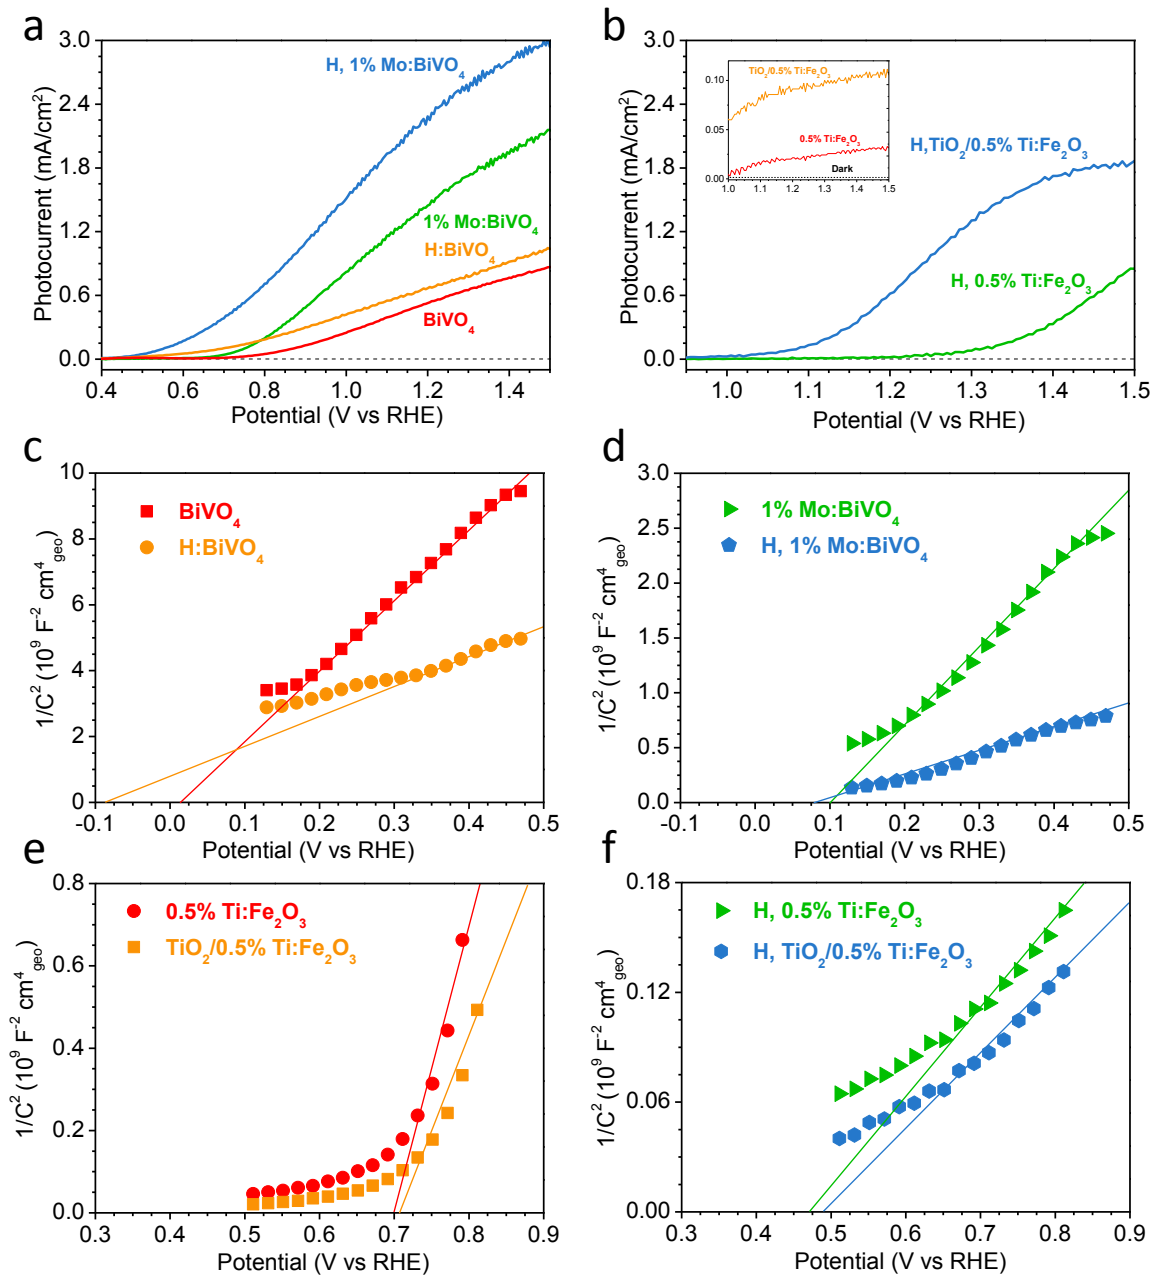 a
Photocurrent (mA/cm²)
3.0
2.4
1.8
1.2
0.6
0.0
H, 1% Mo:BiVO₄
1% Mo:BiVO₄
H:BiVO₄
BiVO₄
0.4 0.6 0.8 1.0 1.2 1.4
Potential (V vs RHE)
b
Photocurrent (mA/cm²)
3.0
2.4
1.8
1.2
0.6
0.0
0.10
0.05
0.00
TiO₂/0.5% Ti:Fe₂O₃
0.5% Ti:Fe₂O₃
Dark
1.0 1.1 1.2 1.3 1.4 1.5
H,TiO₂/0.5% Ti:Fe₂O₃
H, 0.5% Ti:Fe₂O₃
1.0 1.1 1.2 1.3 1.4 1.5
Potential (V vs RHE)
c
1/C² (10⁹ F⁻² cm⁴geo)
10
8
6
4
2
0
BiVO₄
H:BiVO₄
-0.1 0.0 0.1 0.2 0.3 0.4 0.5
Potential (V vs RHE)
d
1/C² (10⁹ F⁻² cm⁴geo)
3.0
2.5
2.0
1.5
1.0
0.5
0.0
1% Mo:BiVO₄
H, 1% Mo:BiVO₄
-0.1 0.0 0.1 0.2 0.3 0.4 0.5
Potential (V vs RHE)
e
1/C² (10⁹ F⁻² cm⁴geo)
0.8
0.6
0.4
0.2
0.0
0.5% Ti:Fe₂O₃
TiO₂/0.5% Ti:Fe₂O₃
0.3 0.4 0.5 0.6 0.7 0.8 0.9
Potential (V vs RHE)
f
1/C² (10⁹ F⁻² cm⁴geo)
0.18
0.12
0.06
0.00
H, 0.5% Ti:Fe₂O₃
H, TiO₂/0.5% Ti:Fe₂O₃
0.3 0.4 0.5 0.6 0.7 0.8 0.9
Potential (V vs RHE)